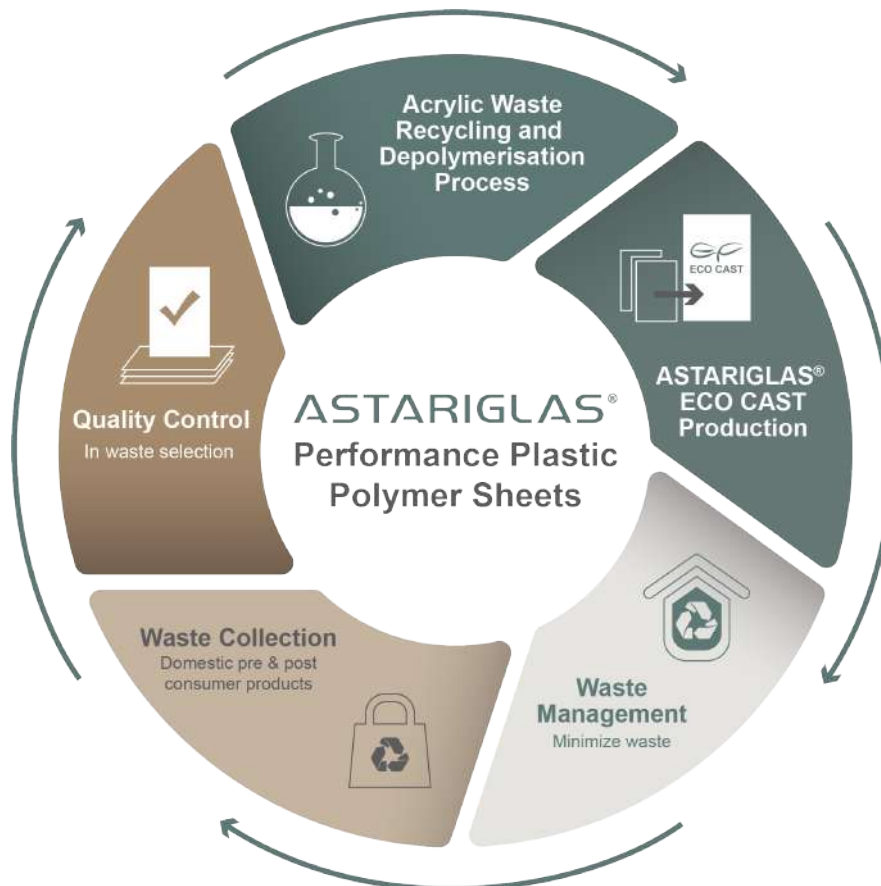 Acrylic Waste
Recycling and
Depolymerisation
Process
GF
ECO CAST
ASTARIGLAS®
ECO CAST
Production
Waste
Management
Minimize waste
Waste Collection
Domestic pre & post
consumer products
Quality Control
In waste selection
ASTARIGLAS®
Performance Plastic
Polymer Sheets